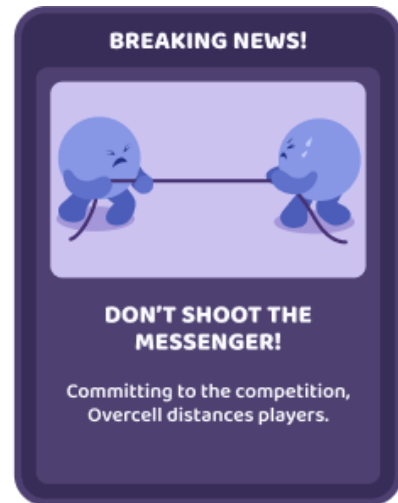 BREAKING NEWS!
DON'T SHOOT THE
MESSENGER!
Committing to the competition,
Overcell distances players.